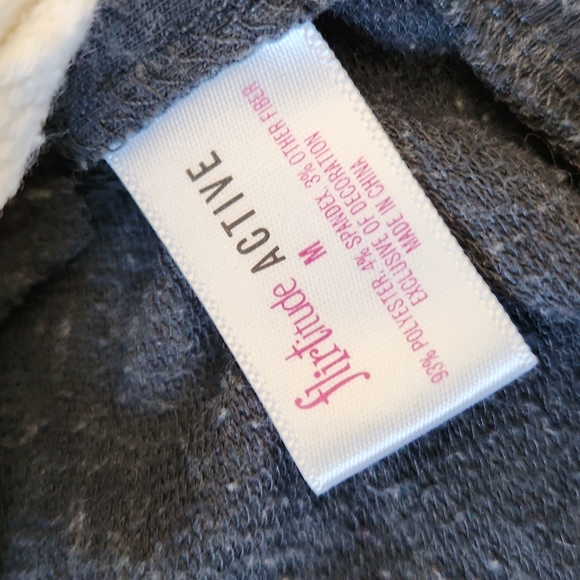 flirtitude ACTIVE
M
93% POLYESTER, 4% SPANDEX, 3% OTHER FIBER
EXCLUSIVE OF DECORATION
MADE IN CHINA